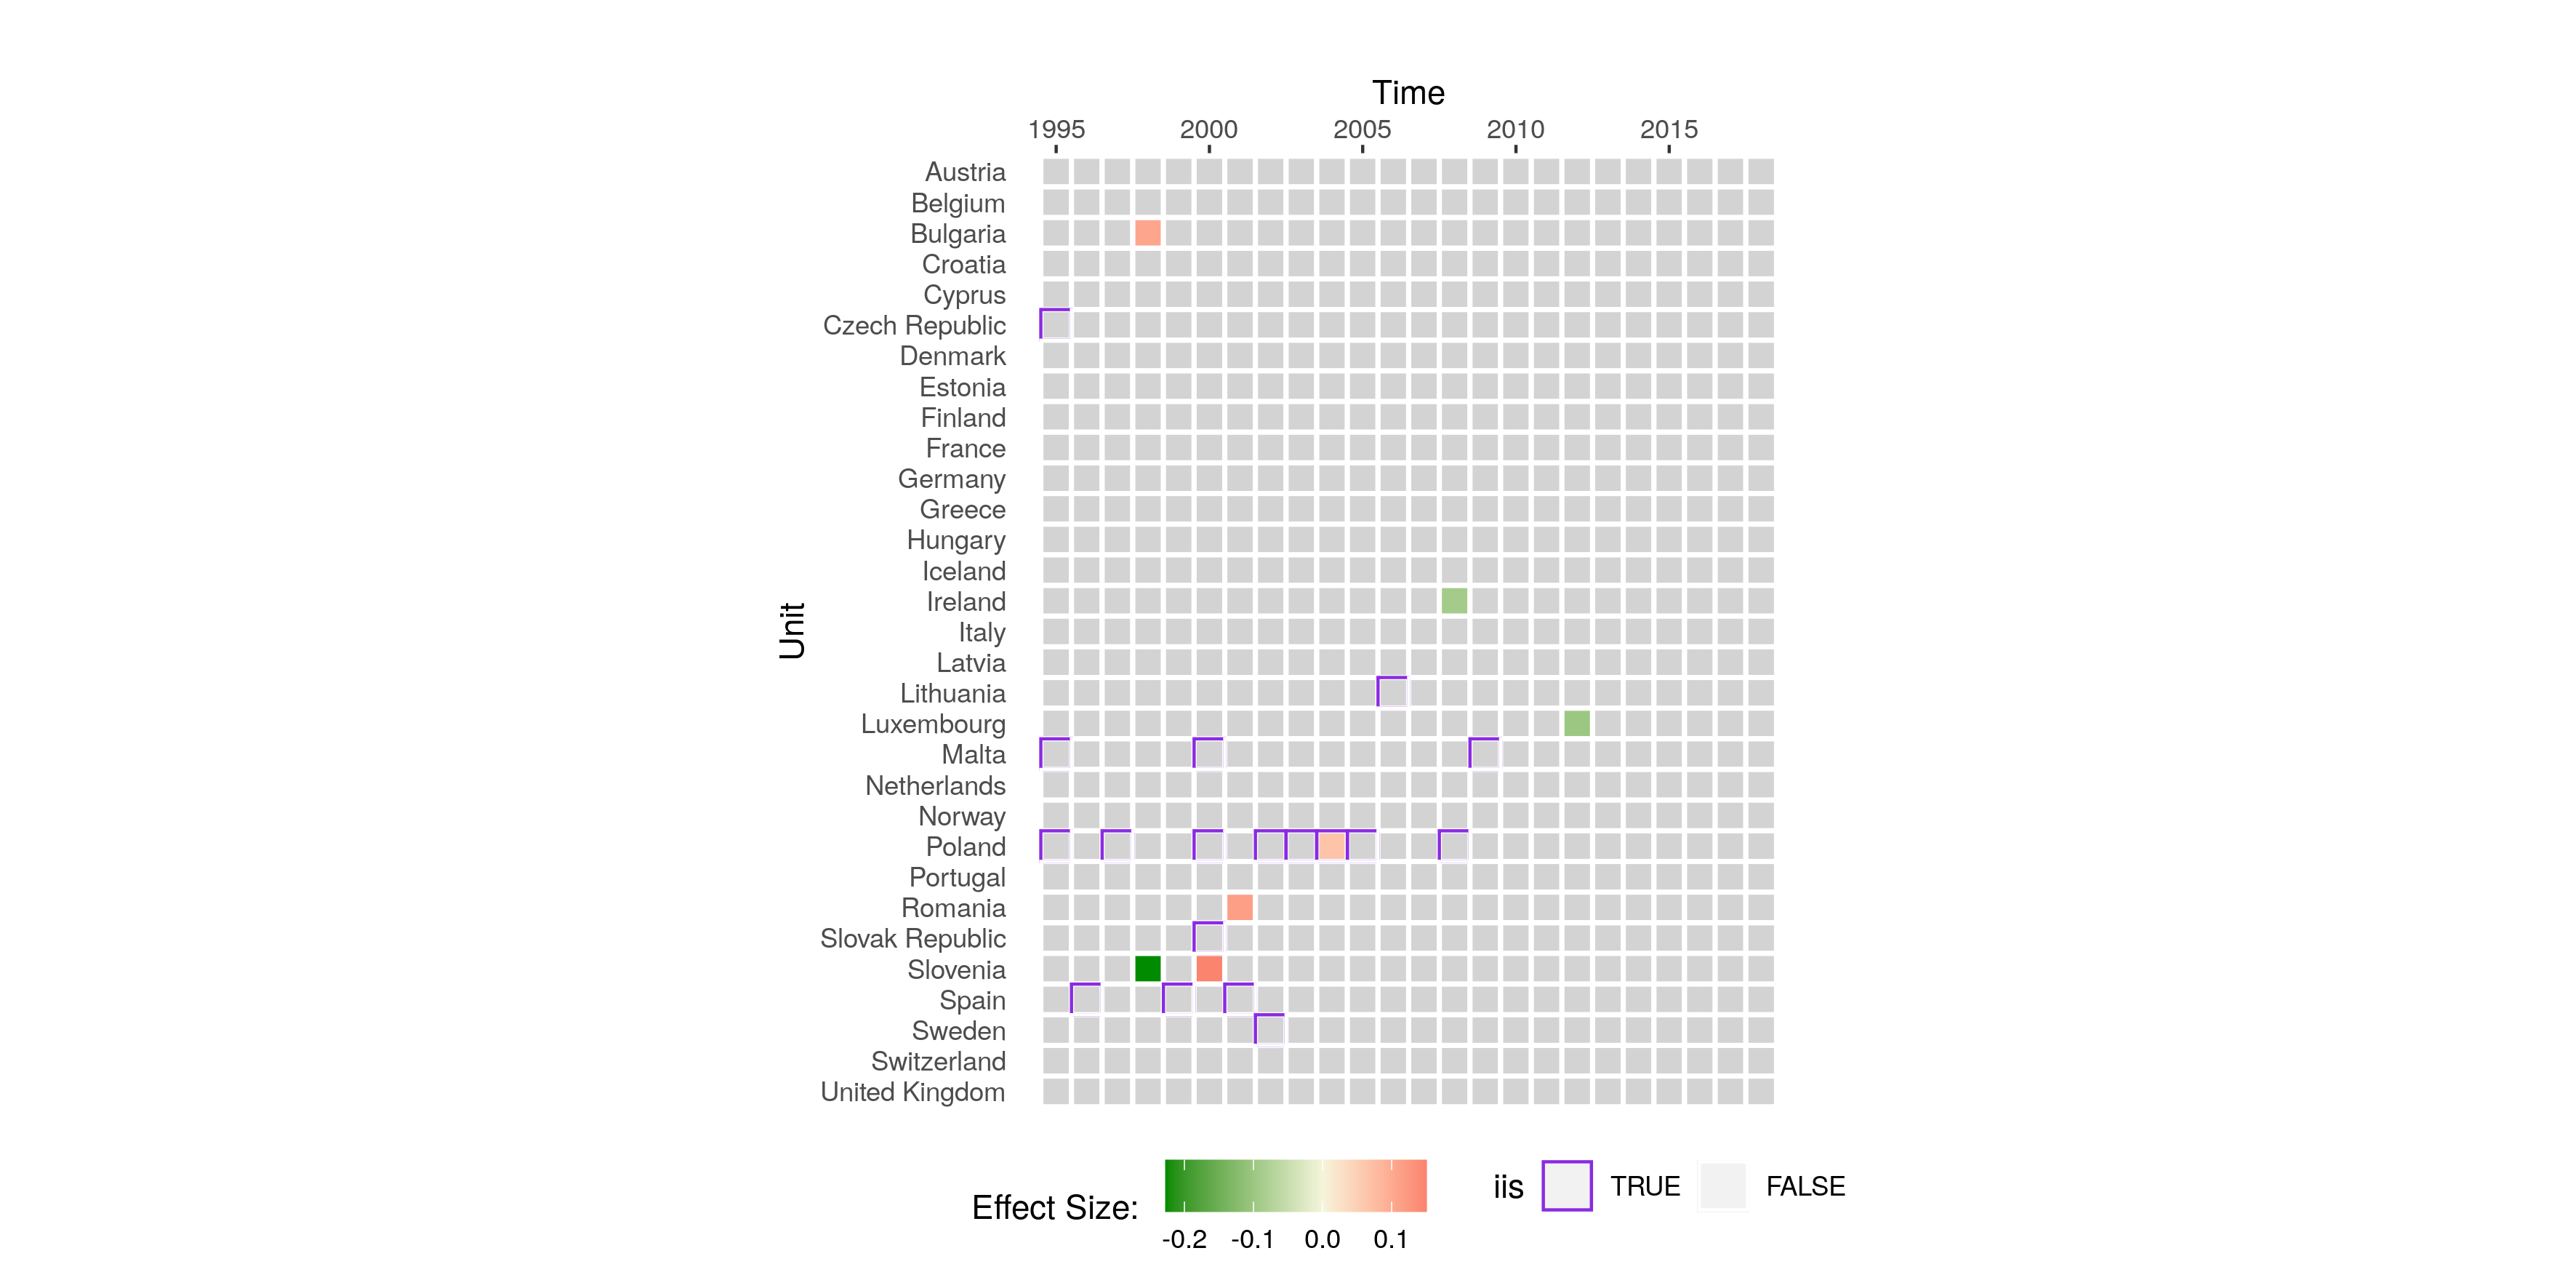 Time
1995 2000 2005 2010 2015
Austria
Belgium
Bulgaria
Croatia
Cyprus
Czech Republic
Denmark
Estonia
Finland
France
Germany
Greece
Hungary
Iceland
Ireland
Italy
Latvia
Lithuania
Luxembourg
Malta
Netherlands
Norway
Poland
Portugal
Romania
Slovak Republic
Slovenia
Spain
Sweden
Switzerland
United Kingdom
Unit
Effect Size:
-0.2 -0.1 0.0 0.1
iis TRUE FALSE